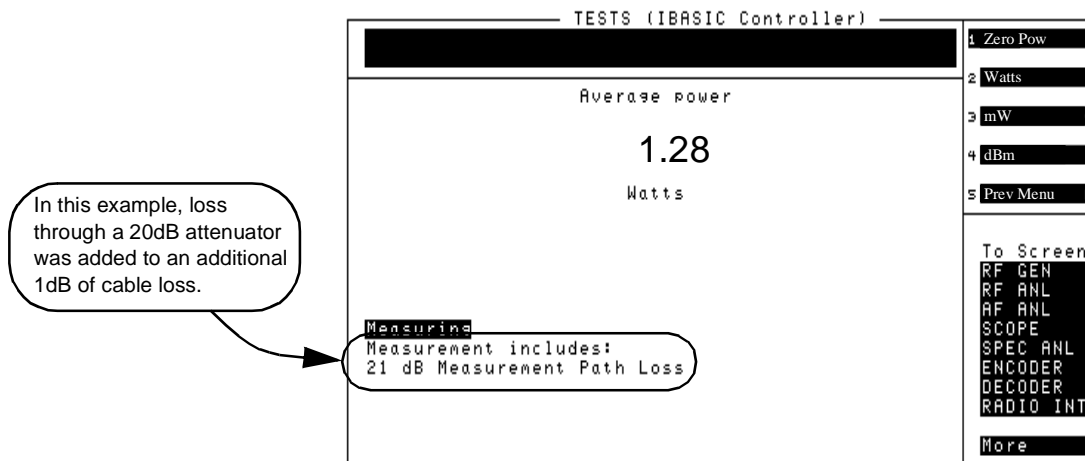 TESTS (IBASIC Controller)
1 Zero Pow
2 Watts
3 mW
4 dBm
5 Prev Menu
Average power
1.28
Watts
In this example, loss
through a 20dB attenuator
was added to an additional
1dB of cable loss.
Measuring
Measurement includes:
21 dB Measurement Path Loss
To Screen
RF GEN
RF ANL
AF ANL
SCOPE
SPEC ANL
ENCODER
DECODER
RADIO INT
More